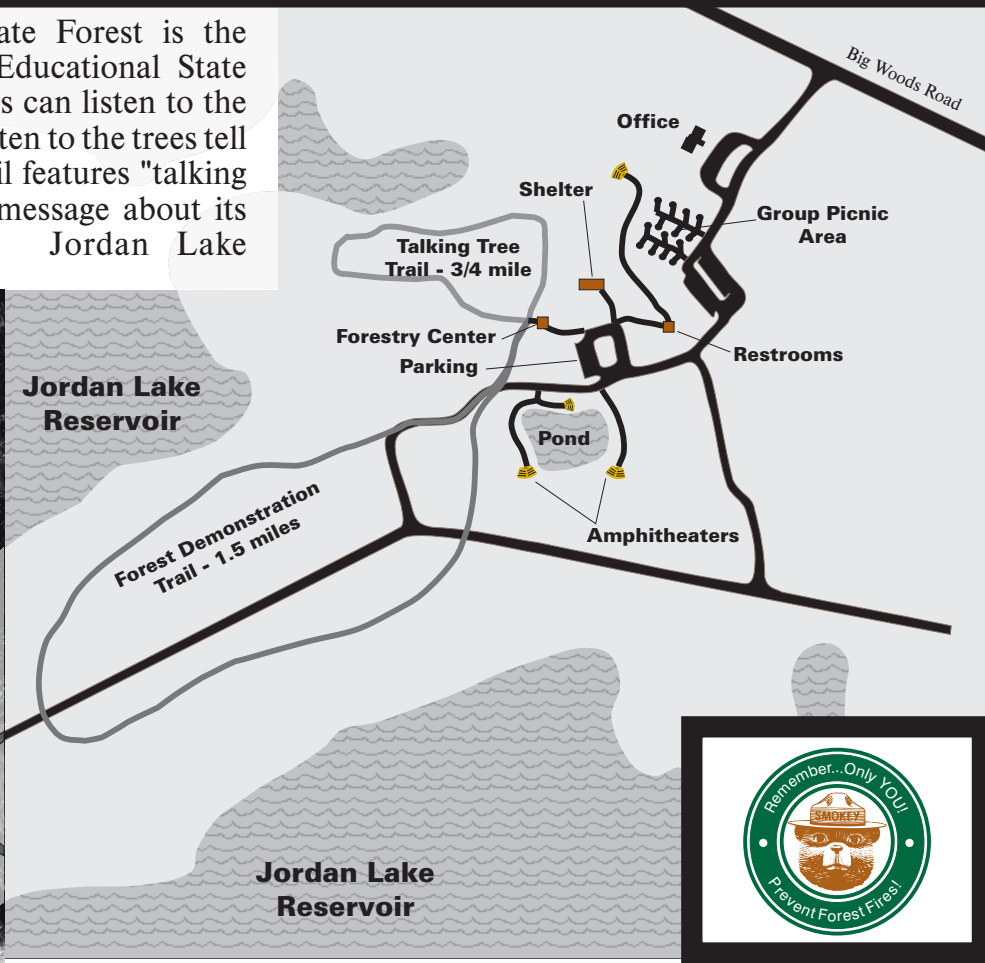 ate Forest is the
Educational State
s can listen to the
ten to the trees tell
il features "talking
message about its
Jordan Lake
Big Woods Road
Office
Shelter
Group Picnic
Area
Talking Tree
Trail - 3/4 mile
Forestry Center
Parking
Restrooms
Jordan Lake
Reservoir
Pond
Forest Demonstration
Trail - 1.5 miles
Amphitheaters
Jordan Lake
Reservoir
Remember...Only YOU!
SMOKEY
Prevent Forest Fires!